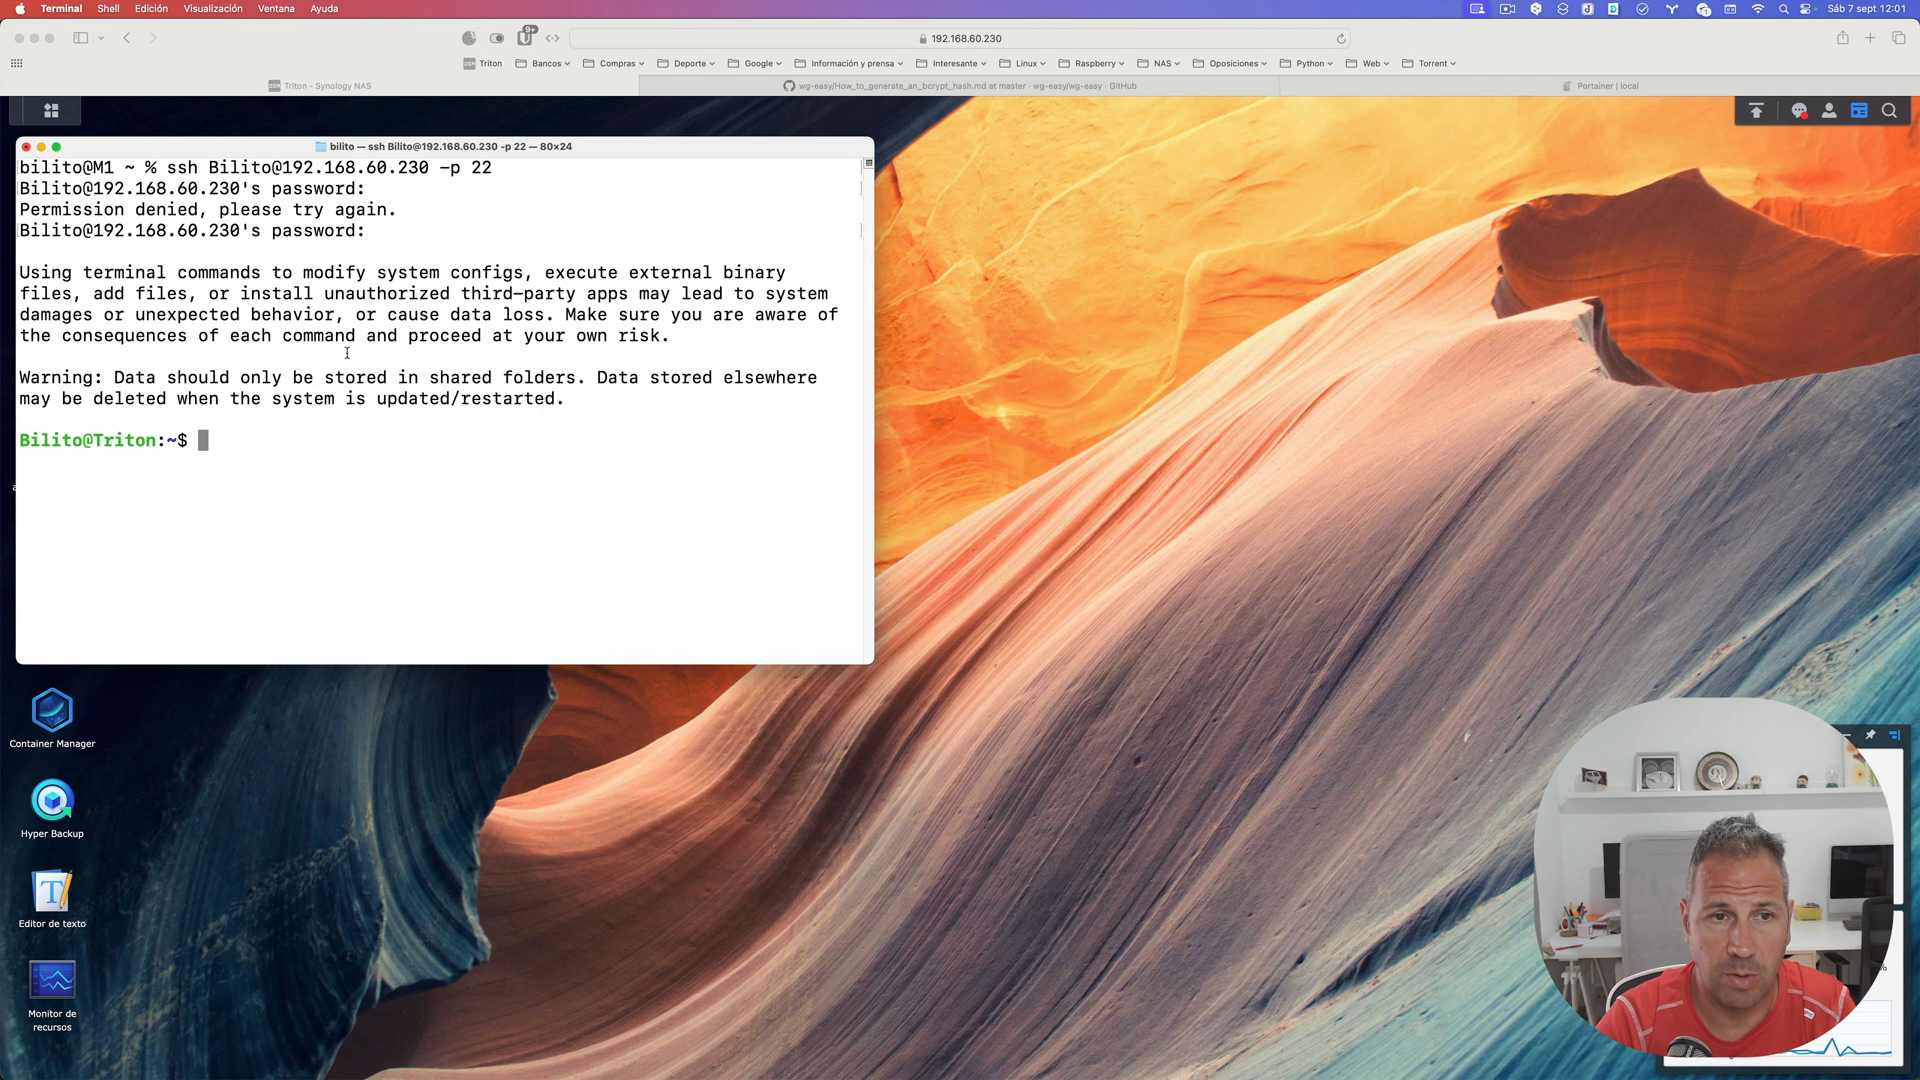 Terminal Shell Edición Visualización Ventana Ayuda
Sáb 7 sept 12:01
9+
192.168.60.230
DSM Triton Bancos Compras Deporte Google Información y prensa Interesante Linux Raspberry NAS Oposiciones Python Web Torrent
DSM Triton - Synology NAS
wg-easy/How_to_generate_an_bcrypt_hash.md at master · wg-easy/wg-easy · GitHub
Portainer | local
bilito — ssh Bilito@192.168.60.230 -p 22 — 80×24
bilito@M1 ~ % ssh Bilito@192.168.60.230 -p 22
Bilito@192.168.60.230's password:
Permission denied, please try again.
Bilito@192.168.60.230's password:
Using terminal commands to modify system configs, execute external binary
files, add files, or install unauthorized third-party apps may lead to system
damages or unexpected behavior, or cause data loss. Make sure you are aware of
the consequences of each command and proceed at your own risk.
Warning: Data should only be stored in shared folders. Data stored elsewhere
may be deleted when the system is updated/restarted.
Bilito@Triton:~$
Container Manager
Hyper Backup
Editor de texto
Monitor de
recursos